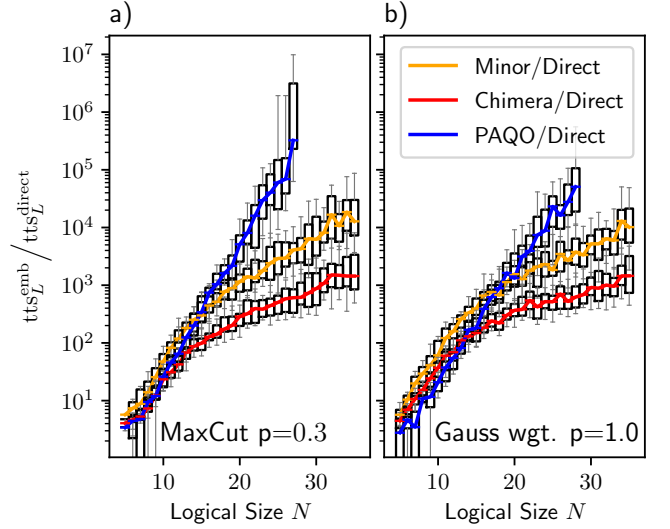 a)
b)
10^7
10^6
10^5
10^4
10^3
10^2
10^1
tts_L^emb / tts_L^direct
Minor/Direct
Chimera/Direct
PAQO/Direct
MaxCut p=0.3
Gauss wgt. p=1.0
10 20 30
10 20 30
Logical Size N
Logical Size N